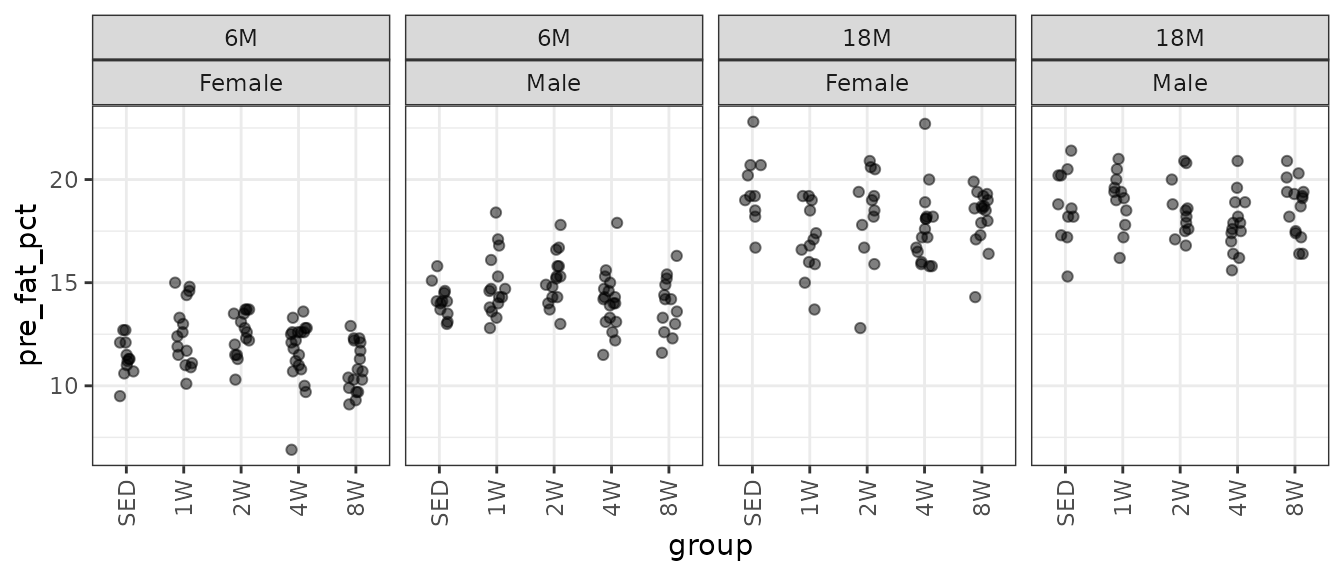 6M 6M 18M 18M
Female Male Female Male
pre_fat_pct
20
15
10
SED 1W 2W 4W 8W SED 1W 2W 4W 8W SED 1W 2W 4W 8W SED 1W 2W 4W 8W
group